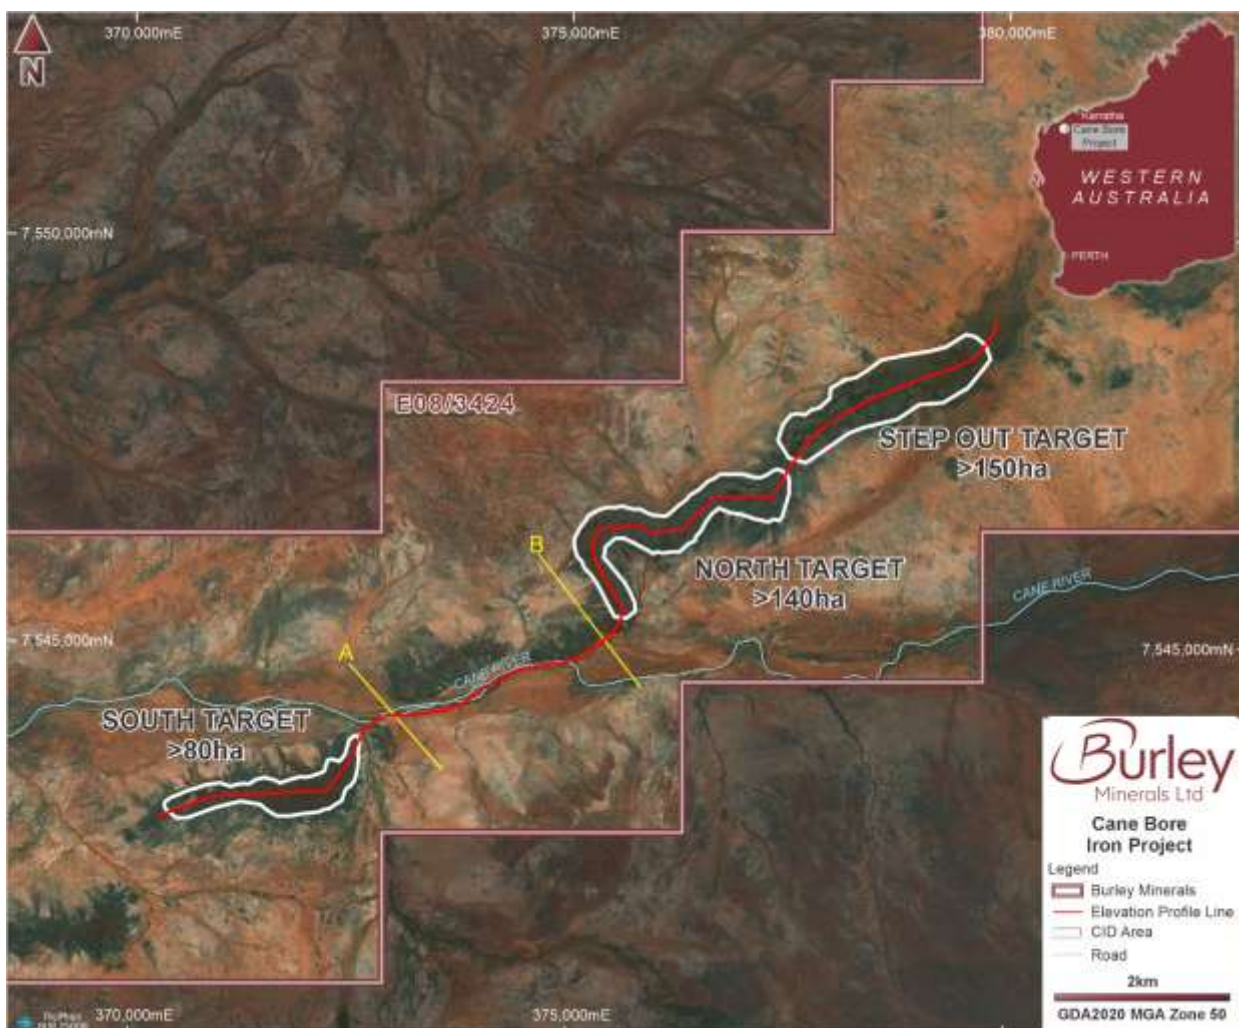 370,000mE
375,000mE
380,000mE
N
Karratha
Cane Bore
Project
WESTERN
AUSTRALIA
PERTH
7,550,000mN
E08/3424
STEP OUT TARGET
>150ha
B
NORTH TARGET
>140ha
CANE RIVER
7,545,000mN
7,545,000mN
A
CANE RIVER
SOUTH TARGET
>80ha
Burley
Minerals Ltd
Cane Bore
Iron Project
Legend
Burley Minerals
Elevation Profile Line
CID Area
Road
2km
GDA2020 MGA Zone 50
370,000mE
375,000mE